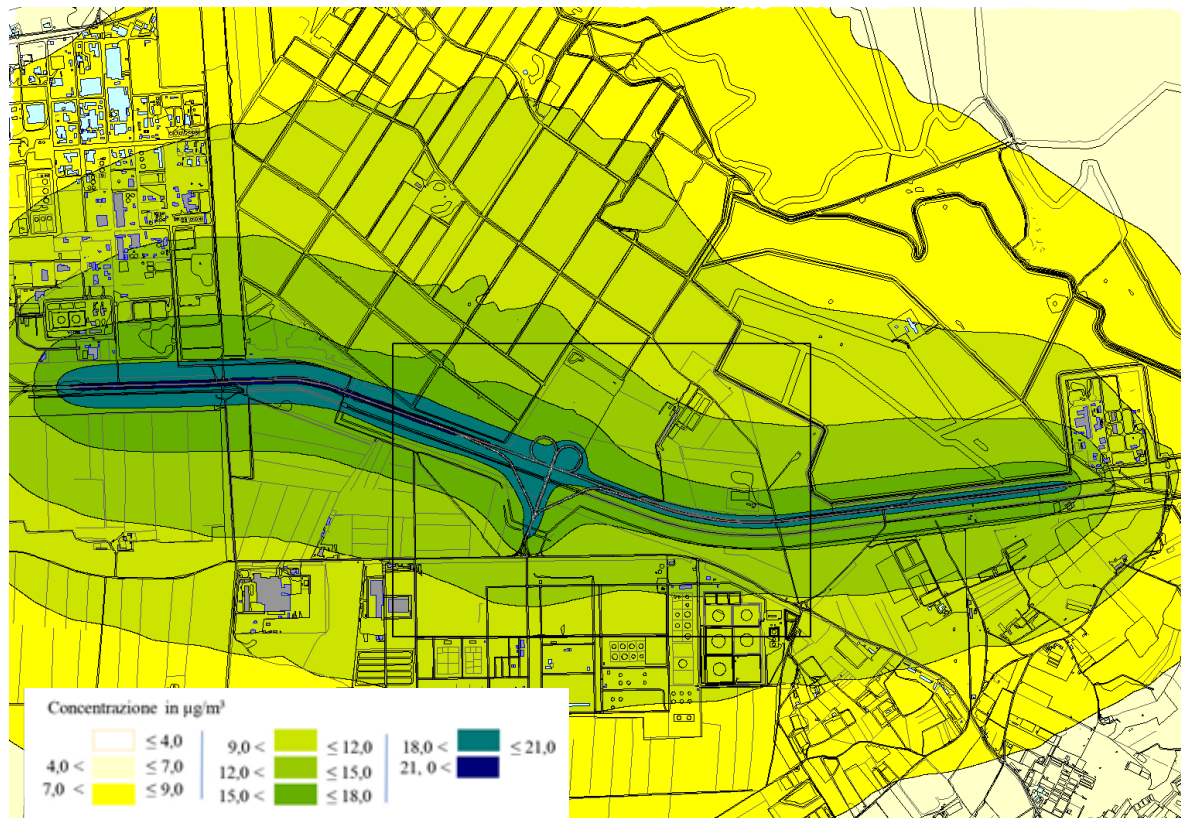 Concentrazione in µg/m³
≤ 4,0
4,0 < ≤ 7,0
7,0 < ≤ 9,0
9,0 < ≤ 12,0
12,0 < ≤ 15,0
15,0 < ≤ 18,0
18,0 < ≤ 21,0
21, 0 <